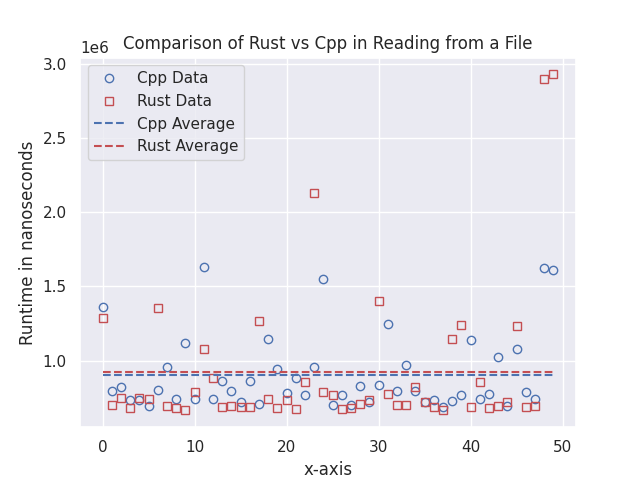 Comparison of Rust vs Cpp in Reading from a File
1e6
Cpp Data
Rust Data
Cpp Average
Rust Average
3.0
2.5
2.0
1.5
1.0
Runtime in nanoseconds
0 10 20 30 40 50
x-axis